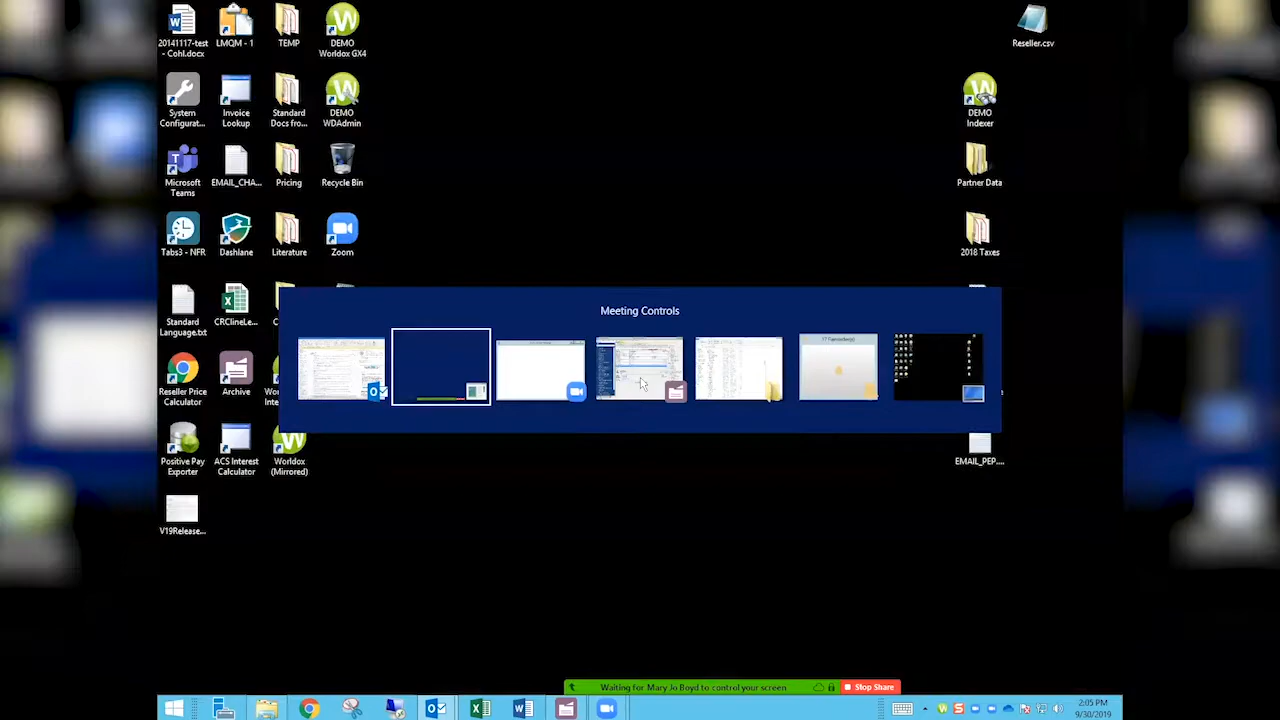 20141117-test
- Cohl.docx
LMQM - 1
TEMP
DEMO
Worldox GX4
Reseller.csv
System
Configurat...
Invoice
Lookup
Standard
Docs fro...
DEMO
WDAdmin
DEMO
Indexer
Microsoft
Teams
EMAIL_CHA...
Pricing
Recycle Bin
Partner Data
Tabs3 - NFR
Dashlane
Literature
Zoom
2018 Taxes
Meeting Controls
Standard
Language.txt
CRClineLe...
Reseller Price
Calculator
Archive
Positive Pay
Exporter
ACS Interest
Calculator
Worldox
(Mirrored)
EMAIL_PEP....
V19Release...
Waiting for Mary Jo Boyd to control your screen
Stop Share
2:05 PM
9/30/2019